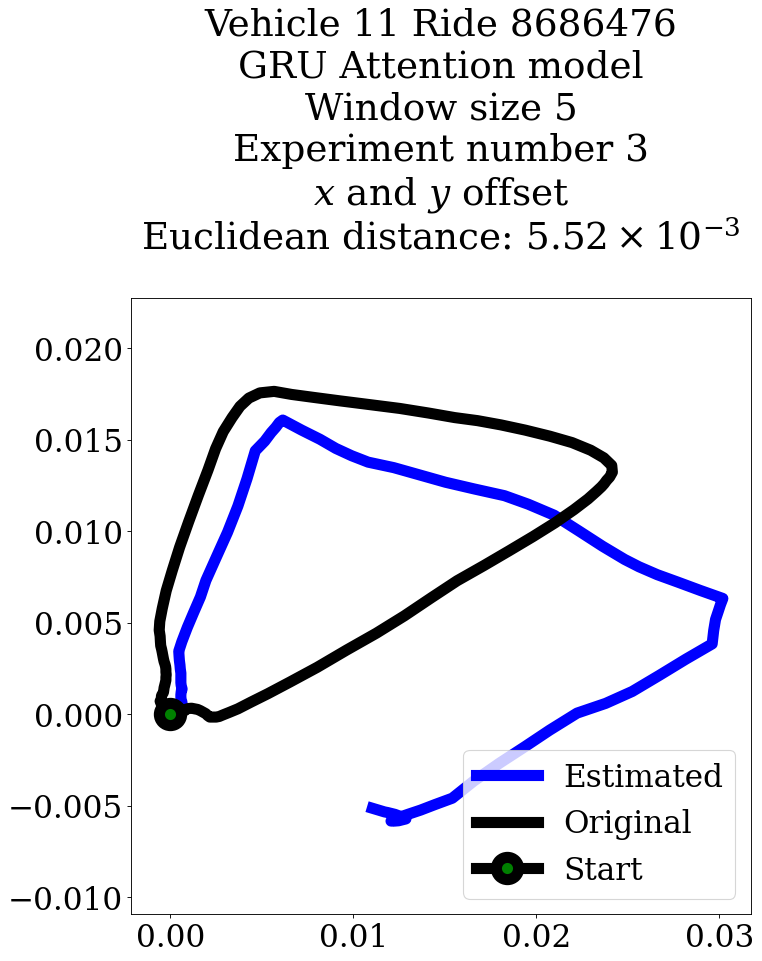 Vehicle 11 Ride 8686476
GRU Attention model
Window size 5
Experiment number 3
x and y offset
Euclidean distance: 5.52 × 10⁻³
0.020
0.015
0.010
0.005
0.000
−0.005
−0.010
Estimated
Original
Start
0.00 0.01 0.02 0.03